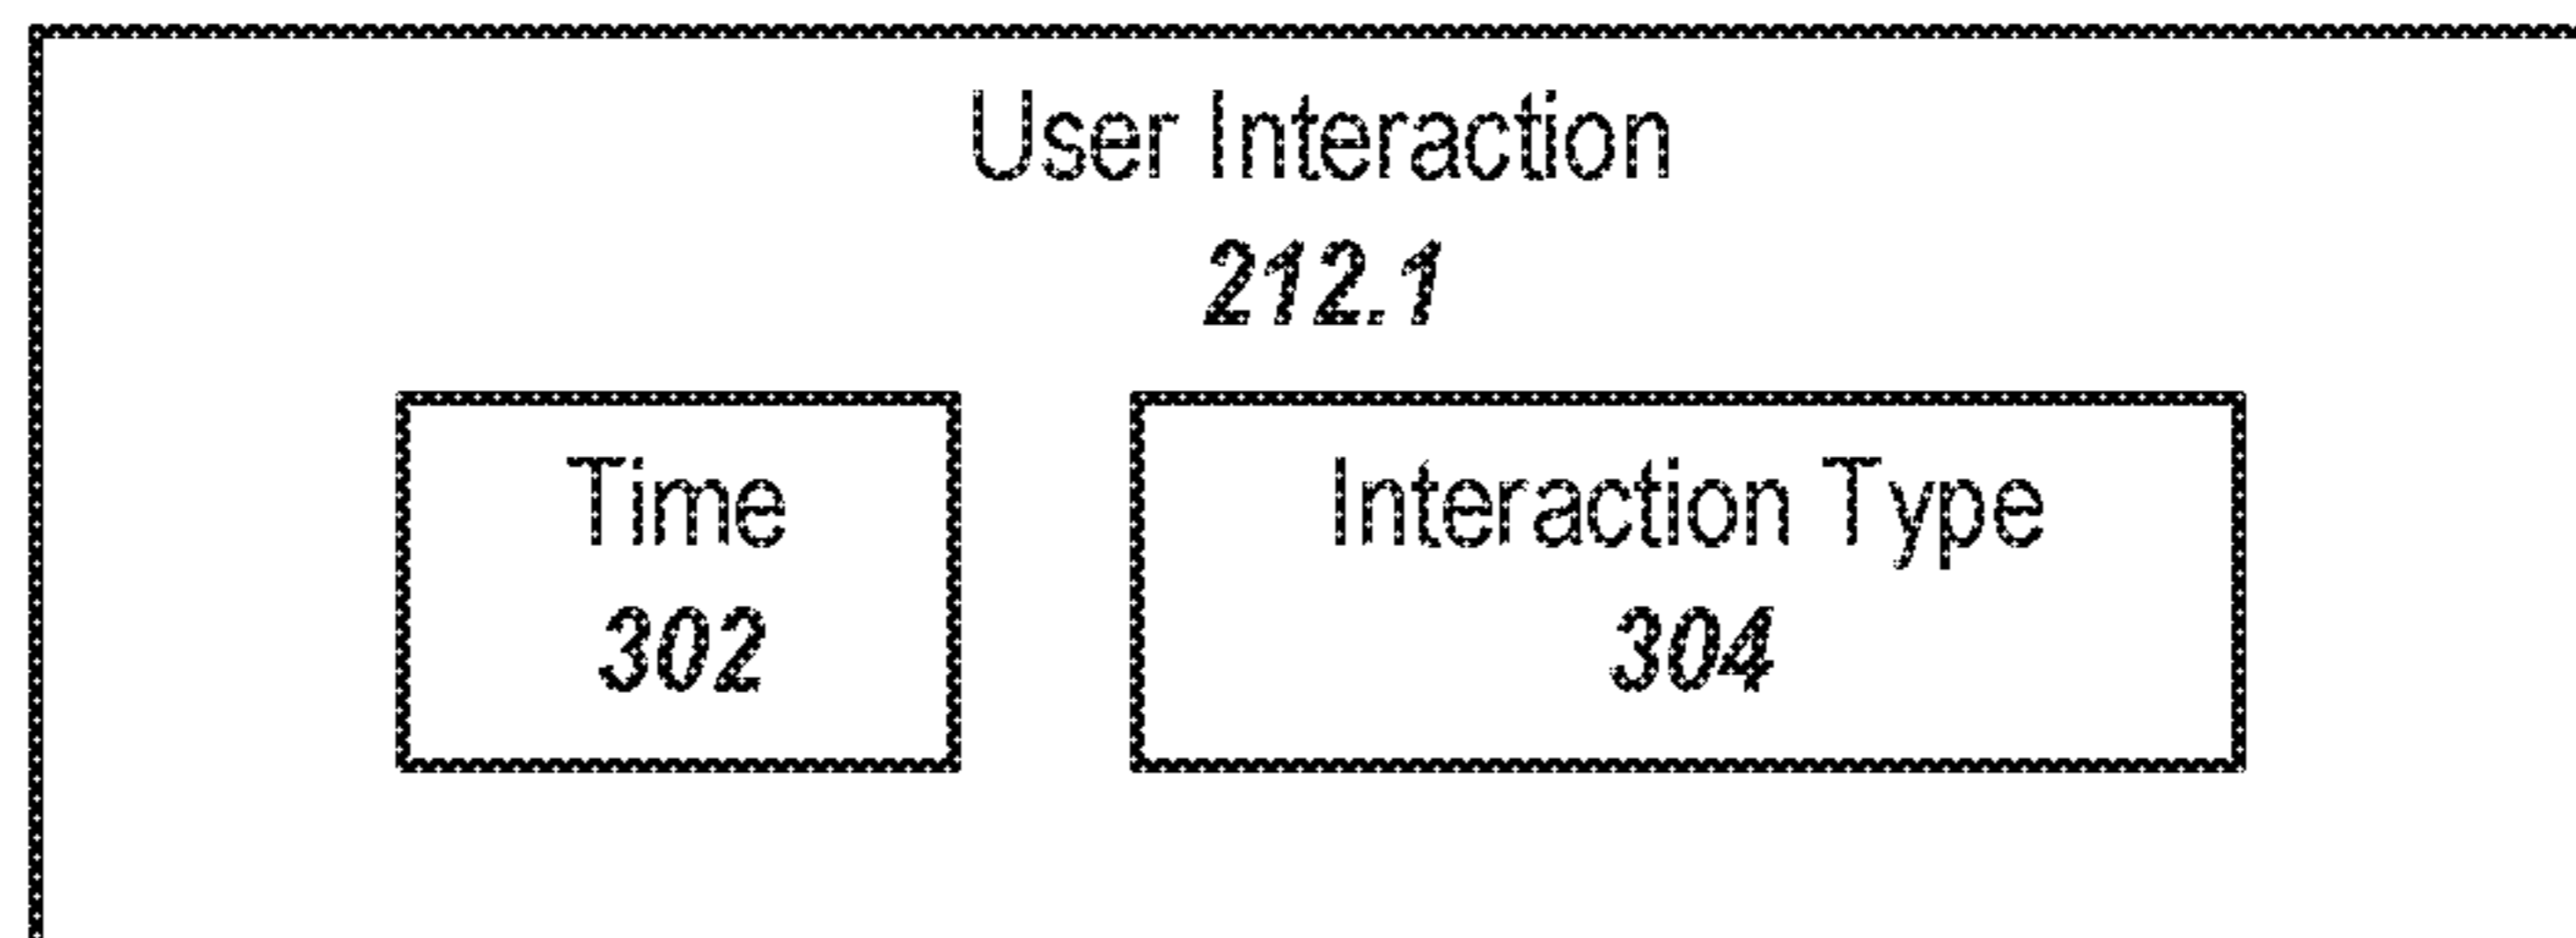 User Interaction
212.1
Time
302
Interaction Type
304